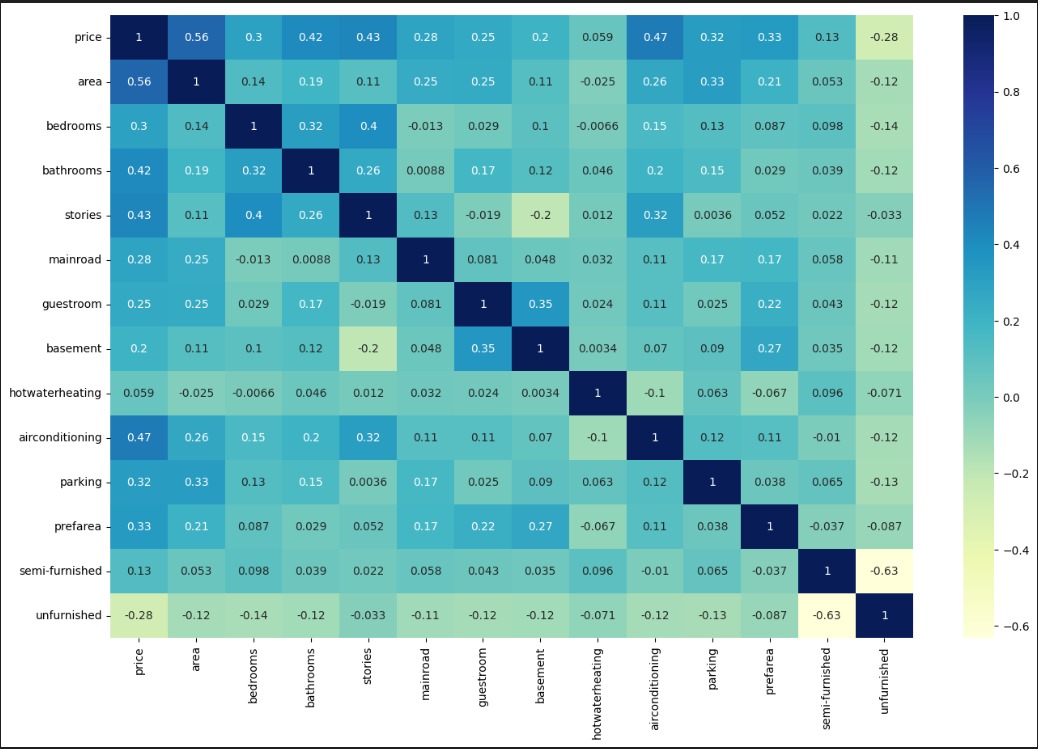 1.0
price 1 0.56 0.3 0.42 0.43 0.28 0.25 0.2 0.059 0.47 0.32 0.33 0.13 -0.28
area 0.56 1 0.14 0.19 0.11 0.25 0.25 0.11 -0.025 0.26 0.33 0.21 0.053 -0.12
0.8
bedrooms 0.3 0.14 1 0.32 0.4 -0.013 0.029 0.1 -0.0066 0.15 0.13 0.087 0.098 -0.14
bathrooms 0.42 0.19 0.32 1 0.26 0.0088 0.17 0.12 0.046 0.2 0.15 0.029 0.039 -0.12
0.6
stories 0.43 0.11 0.4 0.26 1 0.13 -0.019 -0.2 0.012 0.32 0.0036 0.052 0.022 -0.033
0.4
mainroad 0.28 0.25 -0.013 0.0088 0.13 1 0.081 0.048 0.032 0.11 0.17 0.17 0.058 -0.11
guestroom 0.25 0.25 0.029 0.17 -0.019 0.081 1 0.35 0.024 0.11 0.025 0.22 0.043 -0.12
0.2
basement 0.2 0.11 0.1 0.12 -0.2 0.048 0.35 1 0.0034 0.07 0.09 0.27 0.035 -0.12
hotwaterheating 0.059 -0.025 -0.0066 0.046 0.012 0.032 0.024 0.0034 1 -0.1 0.063 -0.067 0.096 -0.071
0.0
airconditioning 0.47 0.26 0.15 0.2 0.32 0.11 0.11 0.07 -0.1 1 0.12 0.11 -0.01 -0.12
−0.2
parking 0.32 0.33 0.13 0.15 0.0036 0.17 0.025 0.09 0.063 0.12 1 0.038 0.065 -0.13
prefarea 0.33 0.21 0.087 0.029 0.052 0.17 0.22 0.27 -0.067 0.11 0.038 1 -0.037 -0.087
−0.4
semi-furnished 0.13 0.053 0.098 0.039 0.022 0.058 0.043 0.035 0.096 -0.01 0.065 -0.037 1 -0.63
unfurnished -0.28 -0.12 -0.14 -0.12 -0.033 -0.11 -0.12 -0.12 -0.071 -0.12 -0.13 -0.087 -0.63 1
−0.6
price
area
bedrooms
bathrooms
stories
mainroad
guestroom
basement
hotwaterheating
airconditioning
parking
prefarea
semi-furnished
unfurnished